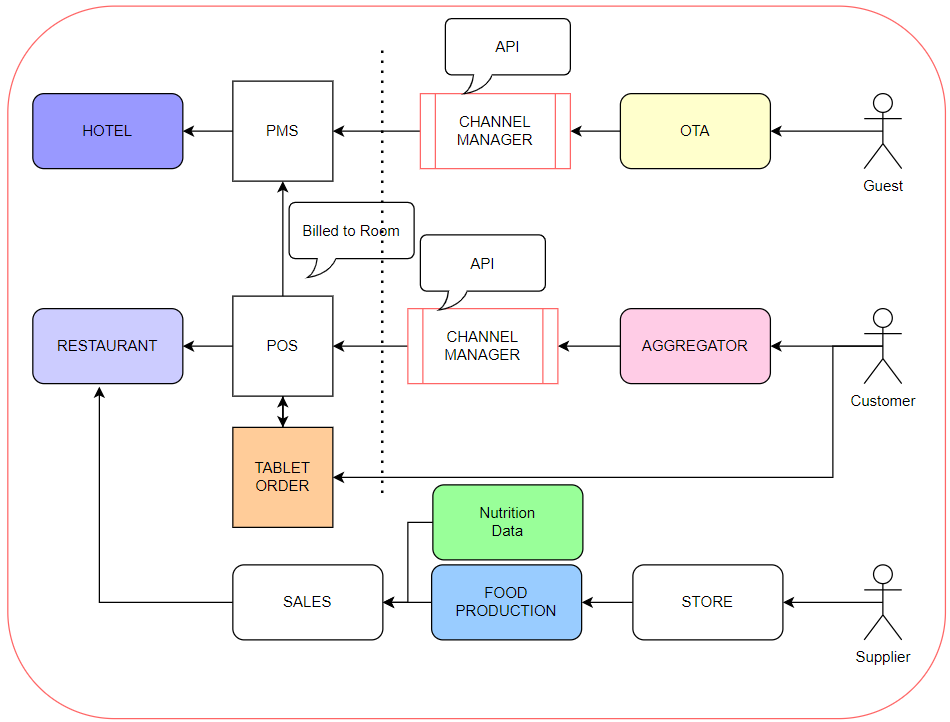 API
HOTEL
PMS
CHANNEL
MANAGER
OTA
Guest
Billed to Room
API
RESTAURANT
POS
CHANNEL
MANAGER
AGGREGATOR
Customer
TABLET
ORDER
Nutrition
Data
SALES
FOOD
PRODUCTION
STORE
Supplier